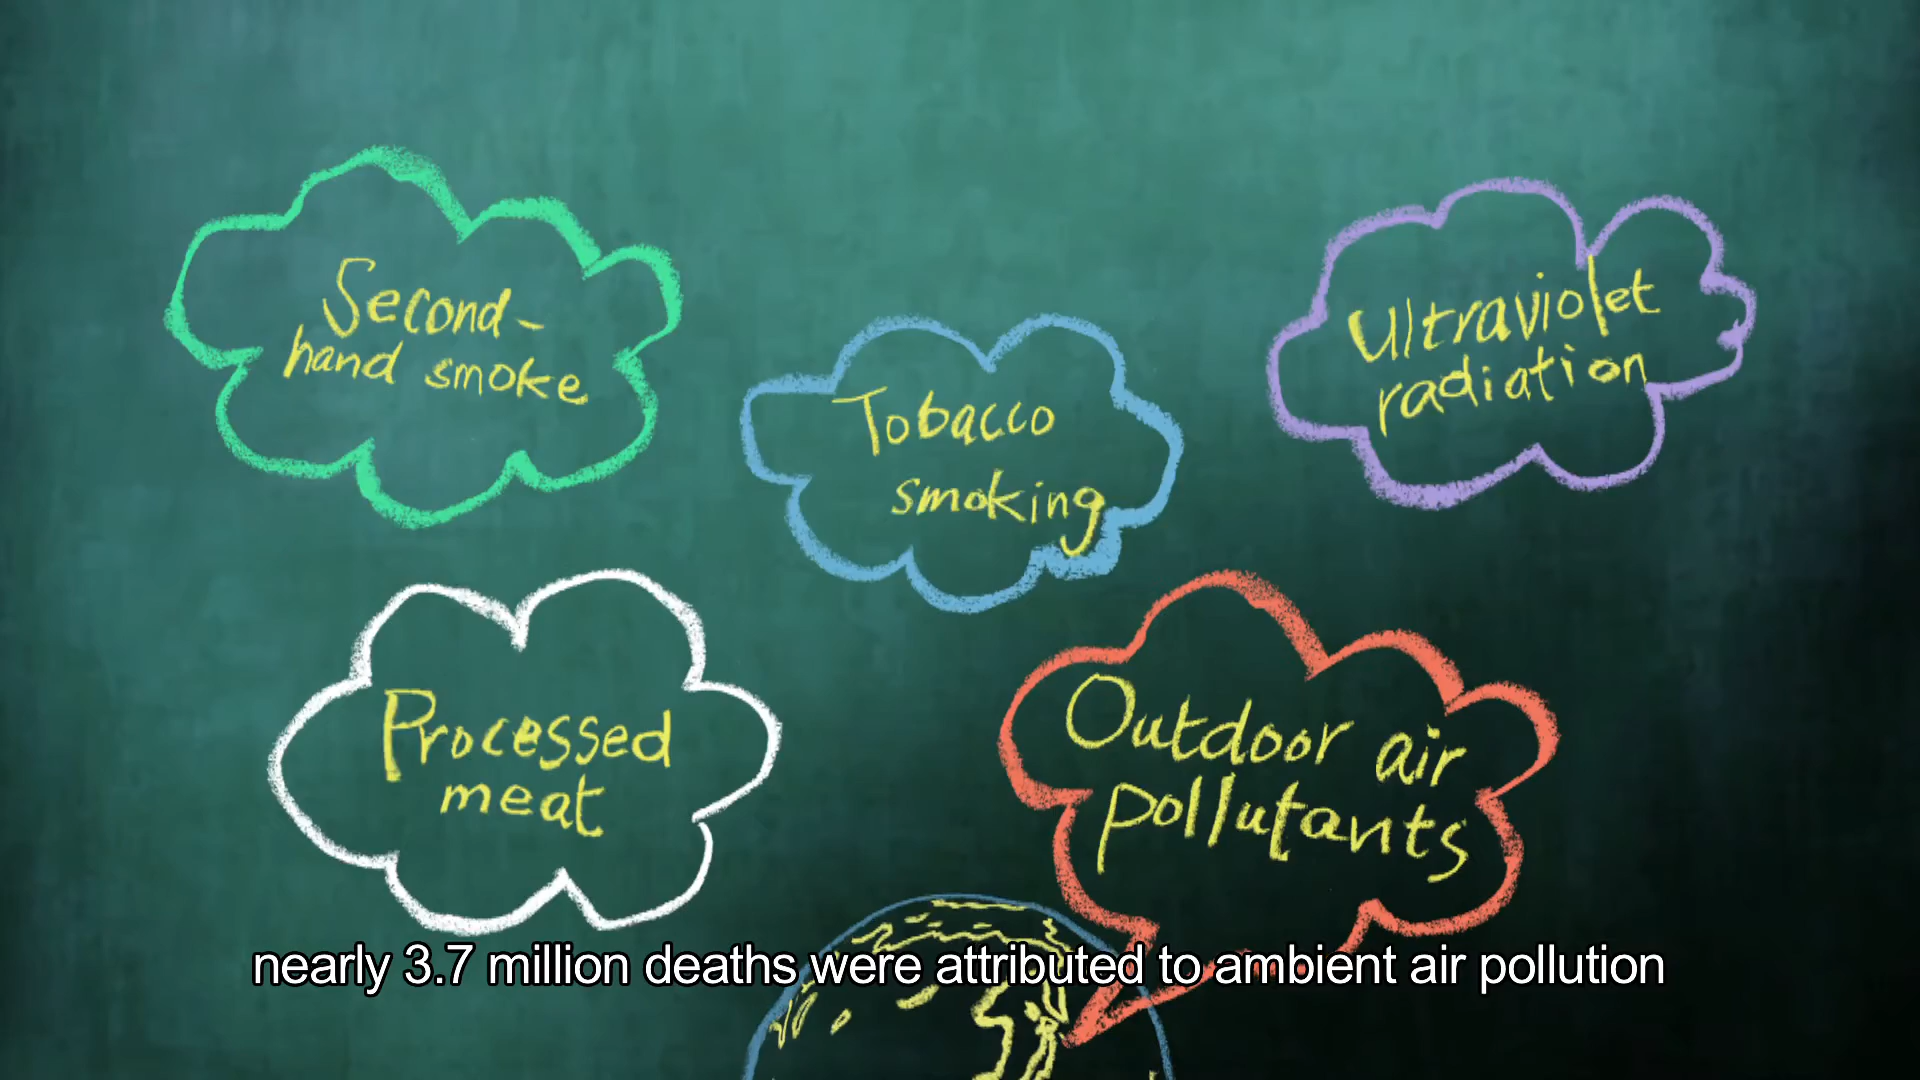 Second-
hand smoke
Tobacco
smoking
Ultraviolet
radiation
Processed
meat
Outdoor air
pollutants
nearly 3.7 million deaths were attributed to ambient air pollution